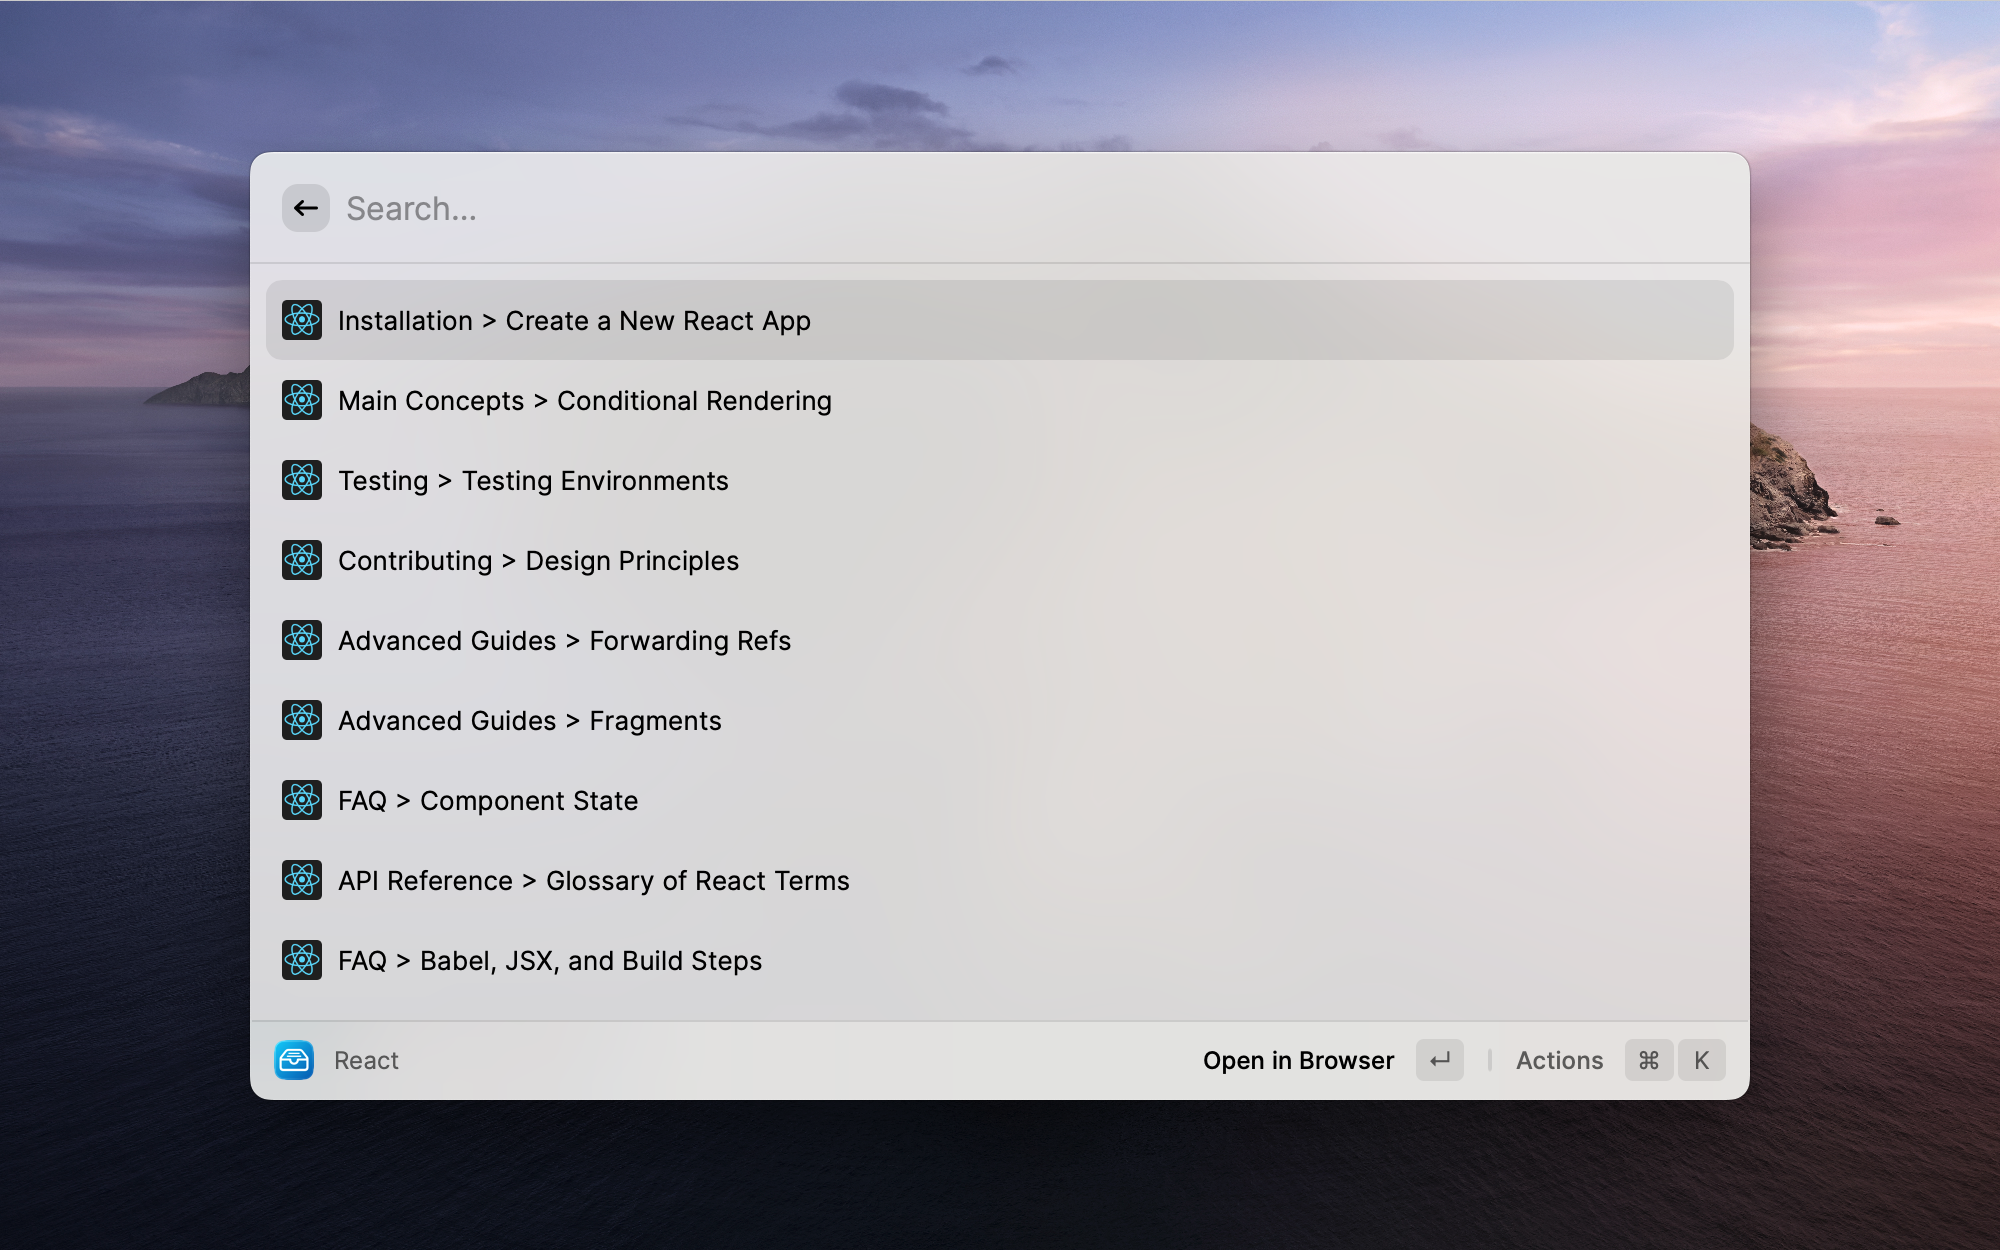 Search...
Installation > Create a New React App
Main Concepts > Conditional Rendering
Testing > Testing Environments
Contributing > Design Principles
Advanced Guides > Forwarding Refs
Advanced Guides > Fragments
FAQ > Component State
API Reference > Glossary of React Terms
FAQ > Babel, JSX, and Build Steps
React
Open in Browser ↵ | Actions ⌘ K